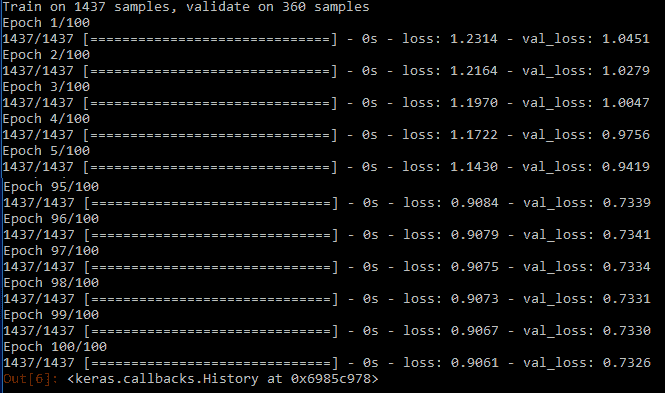 Train on 1437 samples, validate on 360 samples
Epoch 1/100
1437/1437 [==============================] - 0s - loss: 1.2314 - val_loss: 1.0451
Epoch 2/100
1437/1437 [==============================] - 0s - loss: 1.2164 - val_loss: 1.0279
Epoch 3/100
1437/1437 [==============================] - 0s - loss: 1.1970 - val_loss: 1.0047
Epoch 4/100
1437/1437 [==============================] - 0s - loss: 1.1722 - val_loss: 0.9756
Epoch 5/100
1437/1437 [==============================] - 0s - loss: 1.1430 - val_loss: 0.9419
Epoch 95/100
1437/1437 [==============================] - 0s - loss: 0.9084 - val_loss: 0.7339
Epoch 96/100
1437/1437 [==============================] - 0s - loss: 0.9079 - val_loss: 0.7341
Epoch 97/100
1437/1437 [==============================] - 0s - loss: 0.9075 - val_loss: 0.7334
Epoch 98/100
1437/1437 [==============================] - 0s - loss: 0.9073 - val_loss: 0.7331
Epoch 99/100
1437/1437 [==============================] - 0s - loss: 0.9067 - val_loss: 0.7330
Epoch 100/100
1437/1437 [==============================] - 0s - loss: 0.9061 - val_loss: 0.7326
Out[6]: <keras.callbacks.History at 0x6985c978>